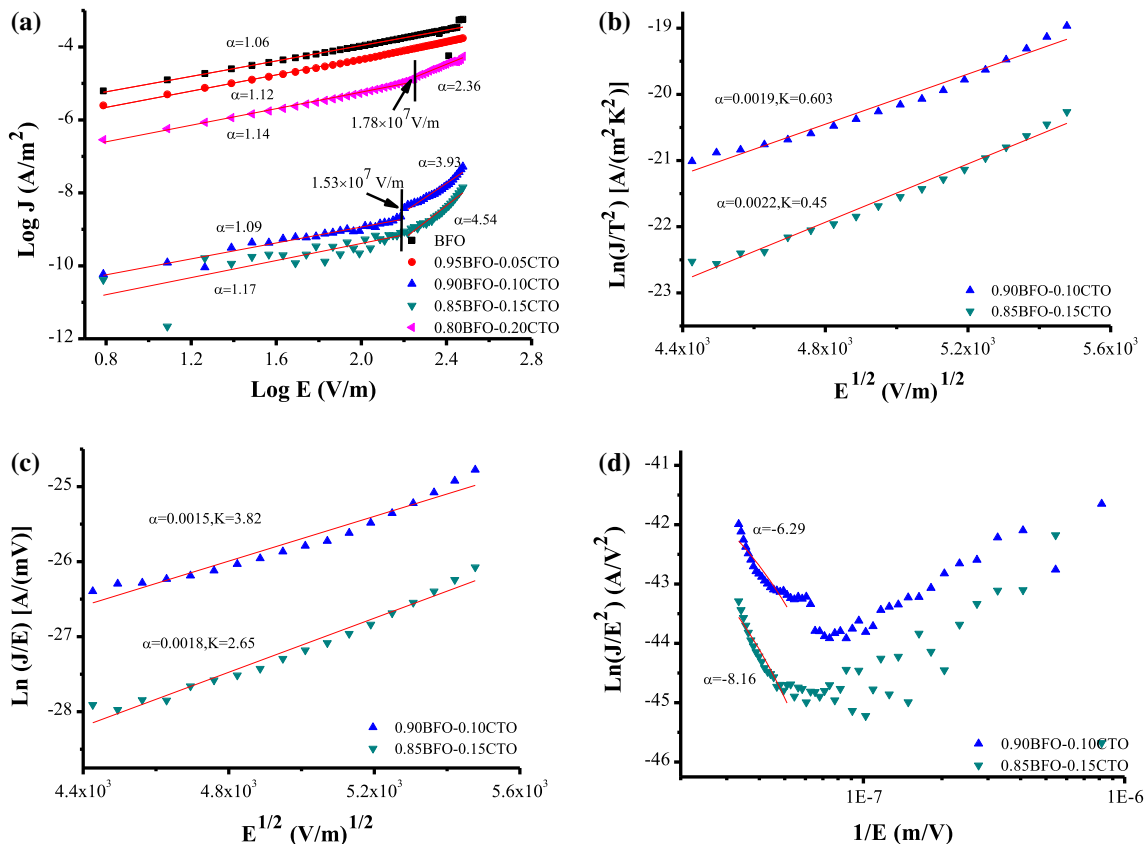 (a)
-4
-6
-8
-10
-12
Log J (A/m²)
0.8
1.2
1.6
2.0
2.4
2.8
Log E (V/m)
α=1.06
α=1.12
α=1.14
α=2.36
1.78×10⁷ V/m
1.53×10⁷ V/m
α=3.93
α=1.09
α=4.54
α=1.17
BFO
0.95BFO-0.05CTO
0.90BFO-0.10CTO
0.85BFO-0.15CTO
0.80BFO-0.20CTO
(b)
-19
-20
-21
-22
-23
Ln(J/T²) [A/(m²K²)]
α=0.0019,K=0.603
α=0.0022,K=0.45
0.90BFO-0.10CTO
0.85BFO-0.15CTO
4.4x10³
4.8x10³
5.2x10³
5.6x10³
E^1/2 (V/m)^1/2
(c)
-25
-26
-27
-28
Ln (J/E) [A/(mV)]
α=0.0015,K=3.82
α=0.0018,K=2.65
0.90BFO-0.10CTO
0.85BFO-0.15CTO
4.4x10³
4.8x10³
5.2x10³
5.6x10³
E^1/2 (V/m)^1/2
(d)
-41
-42
-43
-44
-45
-46
Ln(J/E²) (A/V²)
α=-6.29
α=-8.16
0.90BFO-0.10CTO
0.85BFO-0.15CTO
1E-7
1E-6
1/E (m/V)